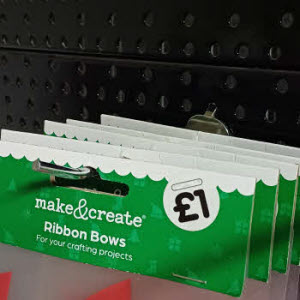 make&create®
£1
Ribbon Bows
For your crafting projects